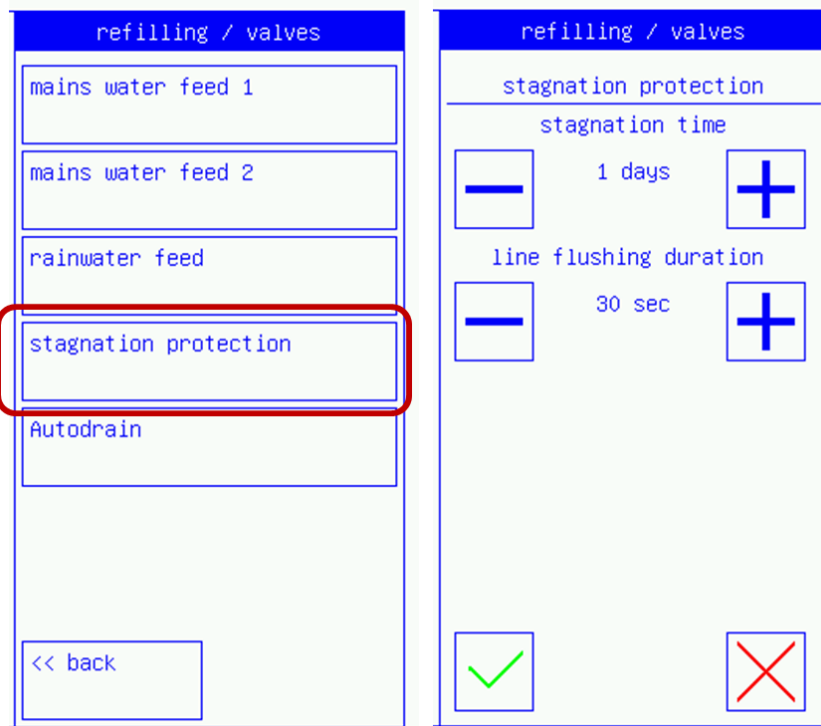 refilling / valves
mains water feed 1
mains water feed 2
rainwater feed
stagnation protection
Autodrain
<< back
refilling / valves
stagnation protection
stagnation time
1 days
line flushing duration
30 sec